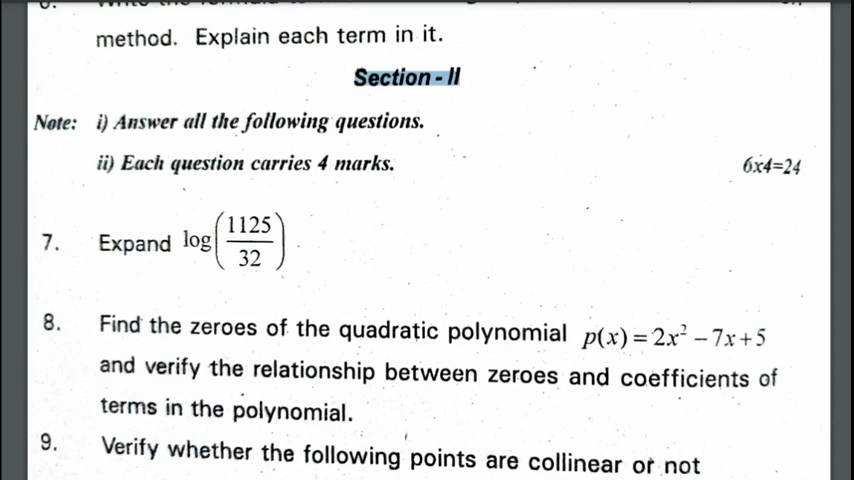 method. Explain each term in it.
Section - II
Note: i) Answer all the following questions.
ii) Each question carries 4 marks. 6x4=24
7. Expand log(1125/32)
8. Find the zeroes of the quadratic polynomial p(x) = 2x² − 7x + 5
and verify the relationship between zeroes and coefficients of
terms in the polynomial.
9. Verify whether the following points are collinear or not